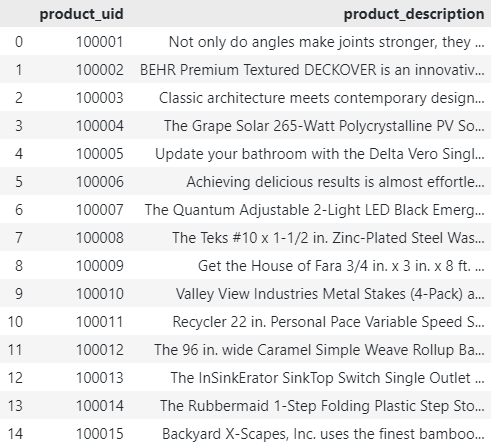 product_uid product_description
0 100001 Not only do angles make joints stronger, they ...
1 100002 BEHR Premium Textured DECKOVER is an innovativ...
2 100003 Classic architecture meets contemporary design...
3 100004 The Grape Solar 265-Watt Polycrystalline PV So...
4 100005 Update your bathroom with the Delta Vero Singl...
5 100006 Achieving delicious results is almost effortle...
6 100007 The Quantum Adjustable 2-Light LED Black Emerg...
7 100008 The Teks #10 x 1-1/2 in. Zinc-Plated Steel Was...
8 100009 Get the House of Fara 3/4 in. x 3 in. x 8 ft. ...
9 100010 Valley View Industries Metal Stakes (4-Pack) a...
10 100011 Recycler 22 in. Personal Pace Variable Speed S...
11 100012 The 96 in. wide Caramel Simple Weave Rollup Ba...
12 100013 The InSinkErator SinkTop Switch Single Outlet ...
13 100014 The Rubbermaid 1-Step Folding Plastic Step Sto...
14 100015 Backyard X-Scapes, Inc. uses the finest bamboo...